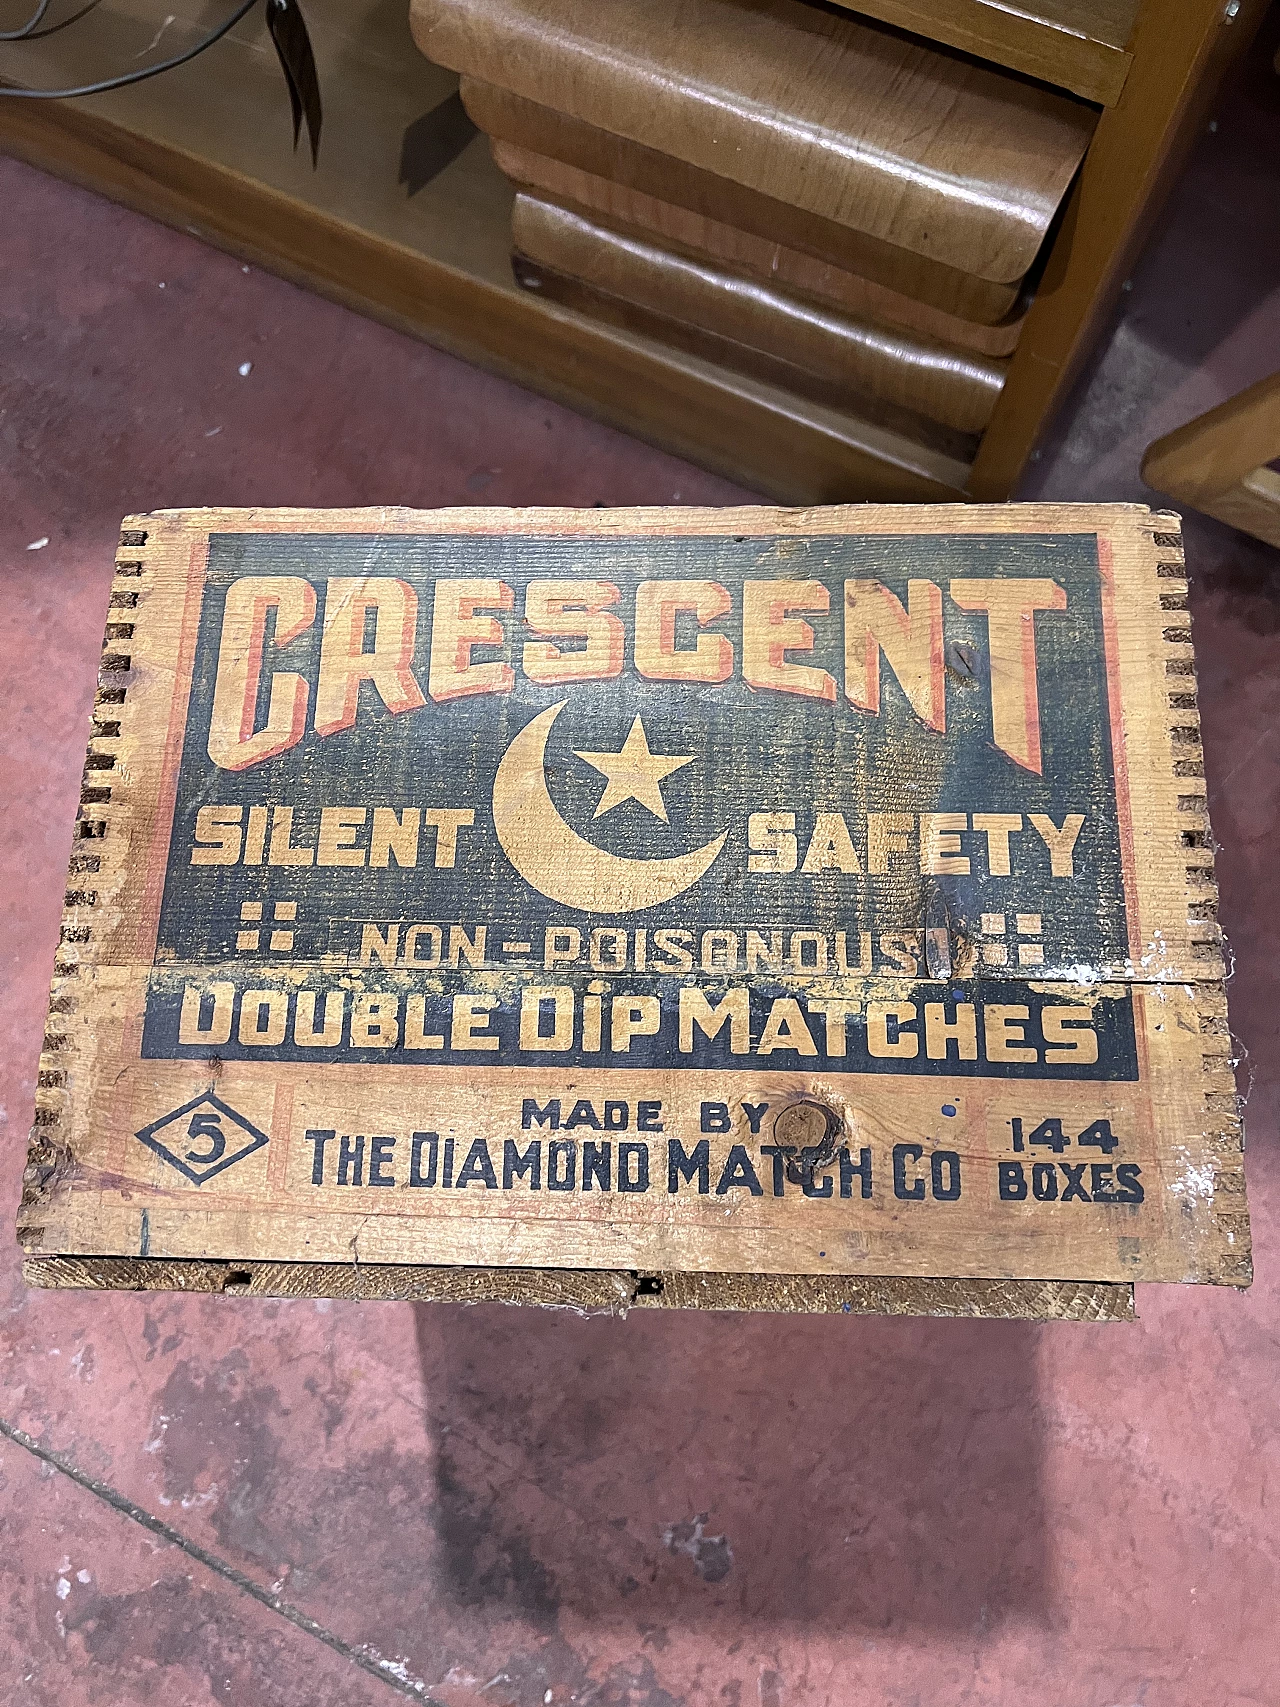 CRESCENT
SILENT SAFETY
NON-POISONOUS
DOUBLE DIP MATCHES
MADE BY
5 THE DIAMOND MATCH CO 144 BOXES